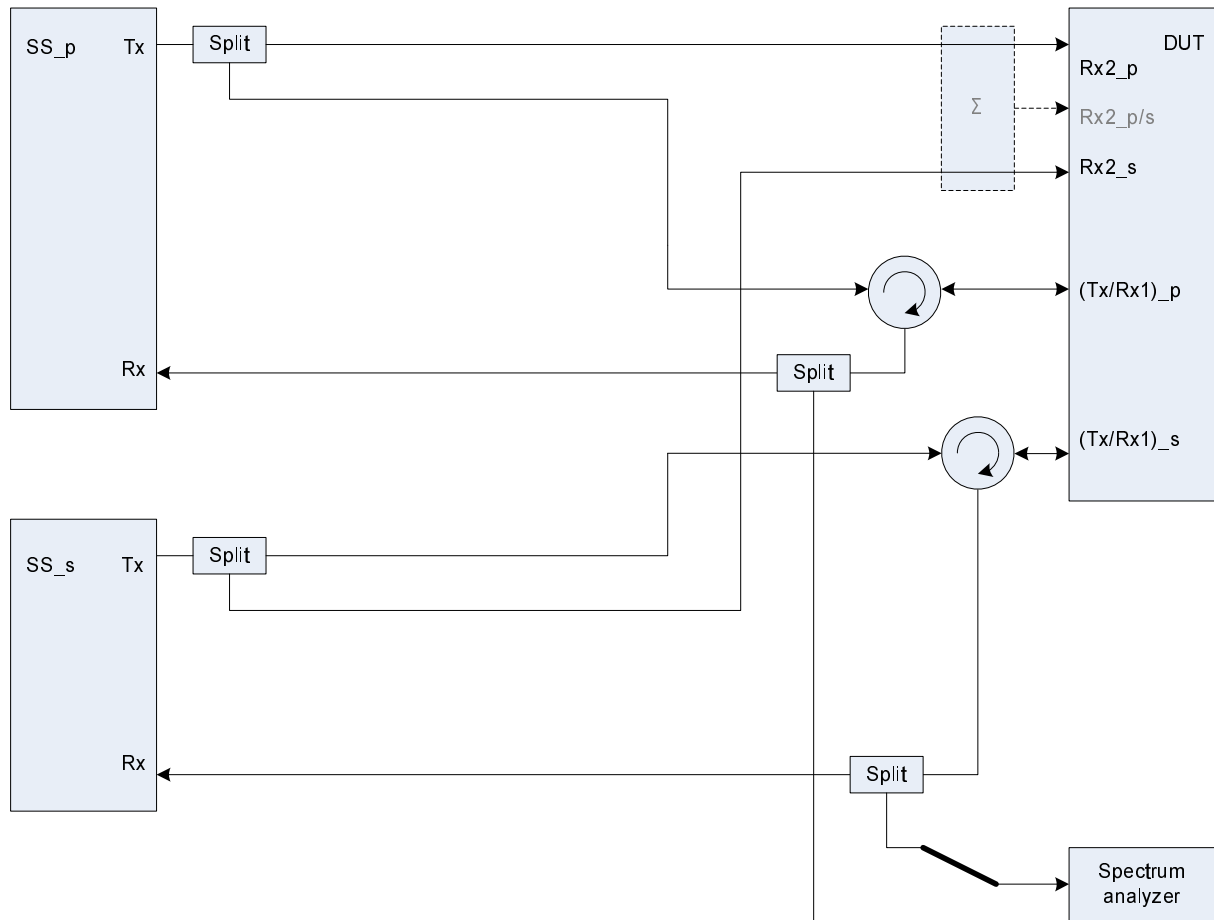 SS_p
Tx
Split
DUT
Rx2_p
Σ
Rx2_p/s
Rx2_s
(Tx/Rx1)_p
Rx
Split
(Tx/Rx1)_s
SS_s
Tx
Split
Rx
Split
Spectrum
analyzer